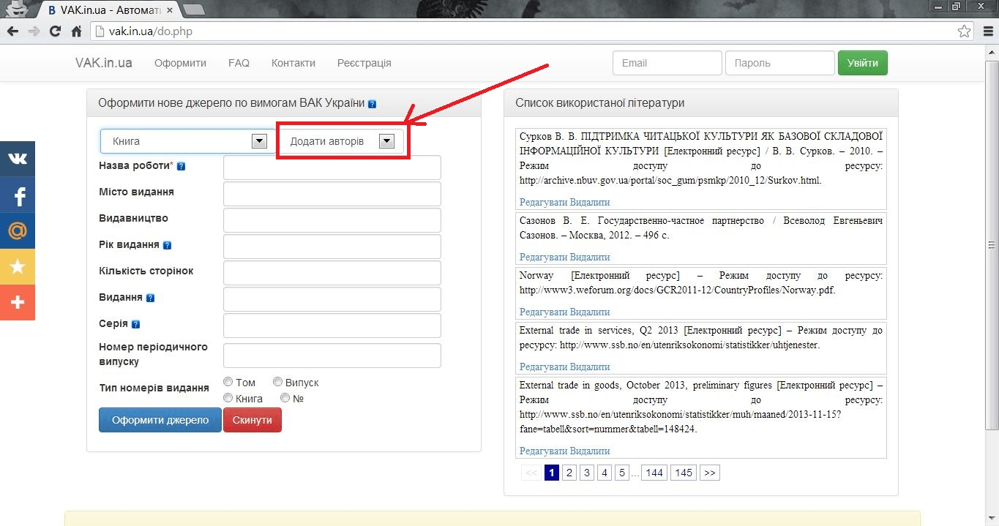 VAK.in.ua - Автомат
vak.in.ua/do.php
VAK.in.ua Оформити FAQ Контакти Реєстрація Email Пароль Увійти
Оформити нове джерело по вимогам ВАК України ?
Книга Додати авторів
Назва роботи* ?
Місто видання
Видавництво
Рік видання ?
Кількість сторінок
Видання ?
Серія ?
Номер періодичного
випуску
Тип номерів видання
Том Випуск
Книга №
Оформити джерело Скинути
Список використаної літератури
Сурков В. В. ПІДТРИМКА ЧИТАЦЬКОЇ КУЛЬТУРИ ЯК БАЗОВОЇ СКЛАДОВОЇ
ІНФОРМАЦІЙНОЇ КУЛЬТУРИ [Електронний ресурс] / В. В. Сурков. – 2010. –
Режим доступу до ресурсу:
http://archive.nbuv.gov.ua/portal/soc_gum/psmkp/2010_12/Surkov.html.
Редагувати Видалити
Сазонов В. Е. Государственно-частное партнерство / Всеволод Евгеньевич
Сазонов. – Москва, 2012. – 496 с.
Редагувати Видалити
Norway [Електронний ресурс] – Режим доступу до ресурсу:
http://www3.weforum.org/docs/GCR2011-12/CountryProfiles/Norway.pdf.
Редагувати Видалити
External trade in services, Q2 2013 [Електронний ресурс] – Режим доступу до
ресурсу: http://www.ssb.no/en/utenriksokonomi/statistikker/uhtjenester.
Редагувати Видалити
External trade in goods, October 2013, preliminary figures [Електронний ресурс] –
Режим доступу до ресурсу:
http://www.ssb.no/en/utenriksokonomi/statistikker/muh/maaned/2013-11-15?
fane=tabell&sort=nummer&tabell=148424.
Редагувати Видалити
<< 1 2 3 4 5 ... 144 145 >>